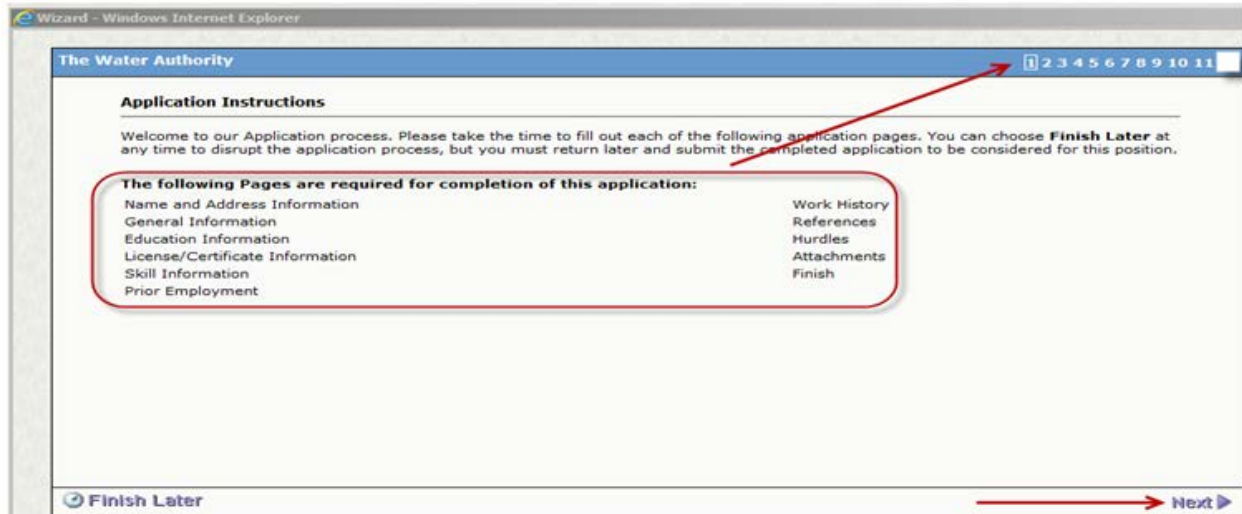 Wizard - Windows Internet Explorer
The Water Authority
1 2 3 4 5 6 7 8 9 10 11
Application Instructions
Welcome to our Application process. Please take the time to fill out each of the following application pages. You can choose Finish Later at
any time to disrupt the application process, but you must return later and submit the completed application to be considered for this position.
The following Pages are required for completion of this application:
Name and Address Information
General Information
Education Information
License/Certificate Information
Skill Information
Prior Employment
Work History
References
Hurdles
Attachments
Finish
Finish Later
Next